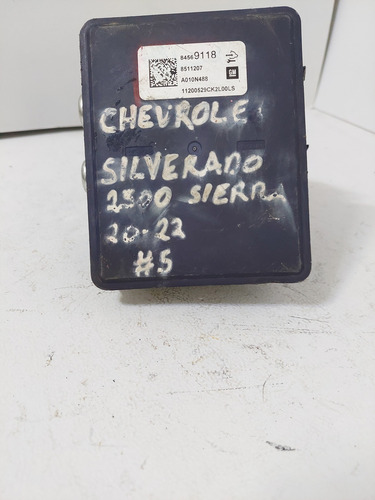 84569118
8511207
A010N488
GM
11200529CK2L00LS
CHEVROLE
SILVERADO
2500 SIERRA
20-22
#5